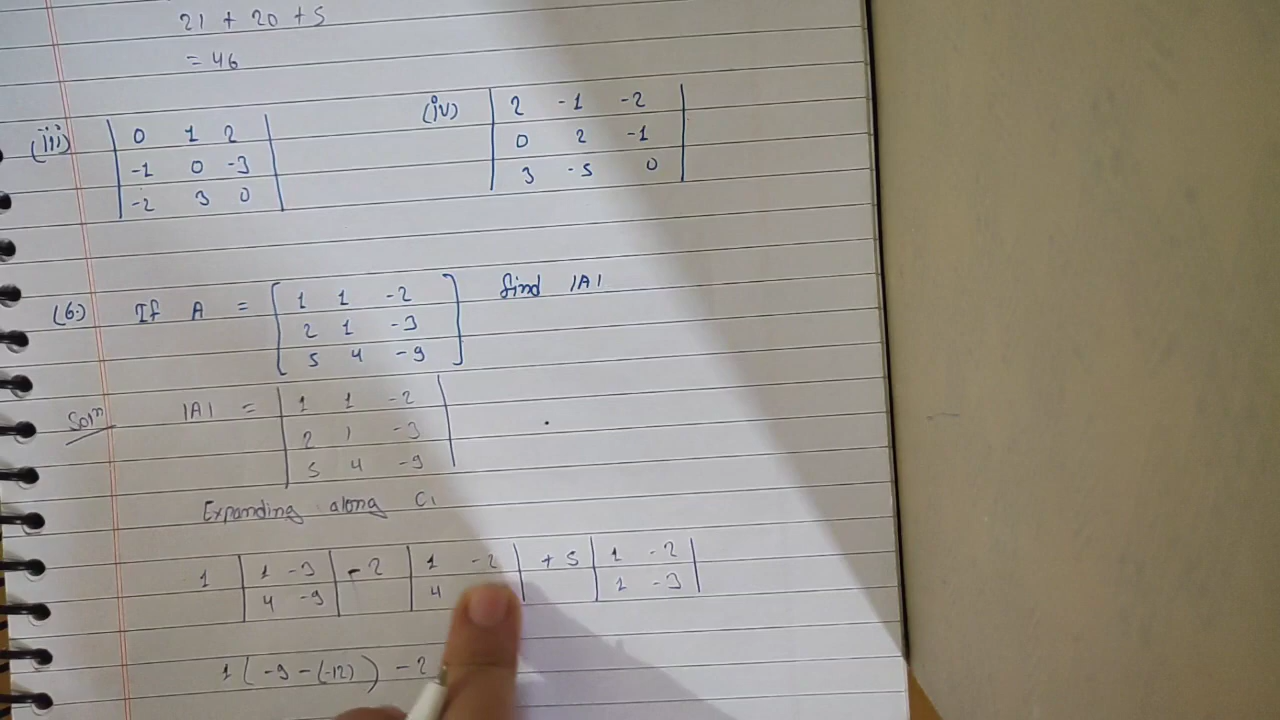 21 + 20 + 5
= 46
(iii) | 0 1 2 | (iv) | 2 -1 -2 |
| -1 0 -3 | | 0 2 -1 |
| -2 3 0 | | 3 -5 0 |
(6.) If A = [ 1 1 -2 ] find |A|
[ 2 1 -3 ]
[ 5 4 -9 ]
Solⁿ |A| = | 1 1 -2 |
| 2 1 -3 |
| 5 4 -9 |
Expanding along C₁
1 | 1 -3 | - 2 | 1 -2 | + 5 | 1 -2 |
| 4 -9 | | 4 | | 1 -3 |
1 ( -9 - (-12) ) - 2